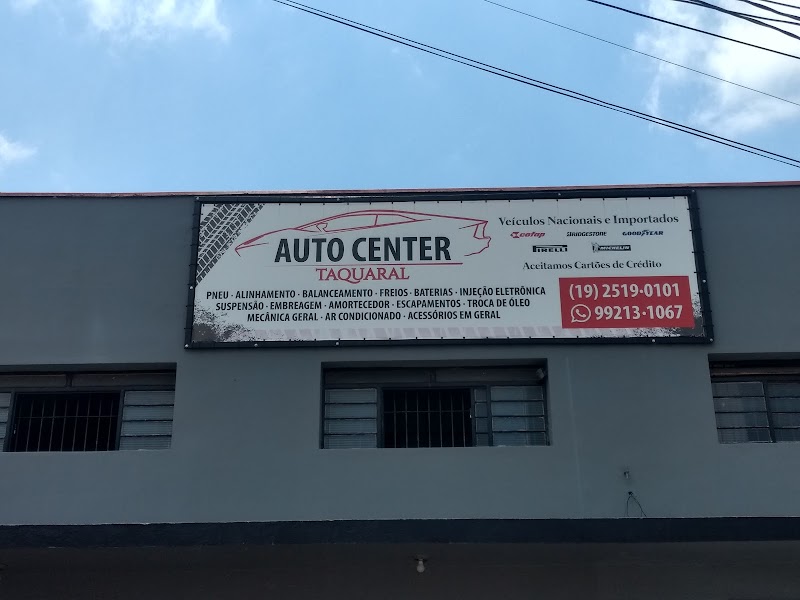 AUTO CENTER
TAQUARAL
PNEU - ALINHAMENTO - BALANCEAMENTO - FREIOS - BATERIAS - INJEÇÃO ELETRÔNICA
SUSPENSÃO - EMBREAGEM - AMORTECEDOR - ESCAPAMENTOS - TROCA DE ÓLEO
MECÂNICA GERAL - AR CONDICIONADO - ACESSÓRIOS EM GERAL
Veículos Nacionais e Importados
cofap BRIDGESTONE GOODYEAR
PIRELLI MICHELIN
Aceitamos Cartões de Crédito
(19) 2519-0101
99213-1067